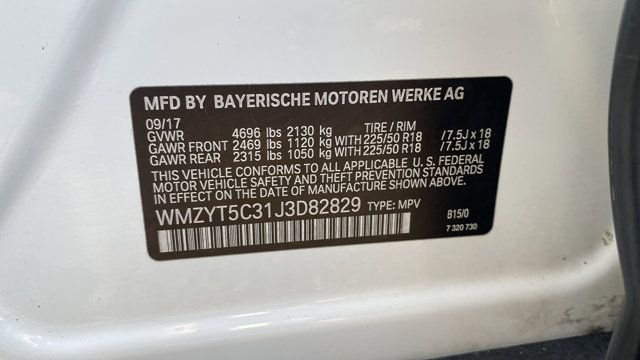 MFD BY BAYERISCHE MOTOREN WERKE AG
09/17
GVWR 4696 lbs 2130 kg TIRE / RIM
GAWR FRONT 2469 lbs 1120 kg WITH 225/50 R18 /7.5J x 18
GAWR REAR 2315 lbs 1050 kg WITH 225/50 R18 /7.5J x 18
THIS VEHICLE CONFORMS TO ALL APPLICABLE U. S. FEDERAL
MOTOR VEHICLE SAFETY AND THEFT PREVENTION STANDARDS
IN EFFECT ON THE DATE OF MANUFACTURE SHOWN ABOVE.
WMZYT5C31J3D82829 TYPE: MPV
B15/0
7 320 730